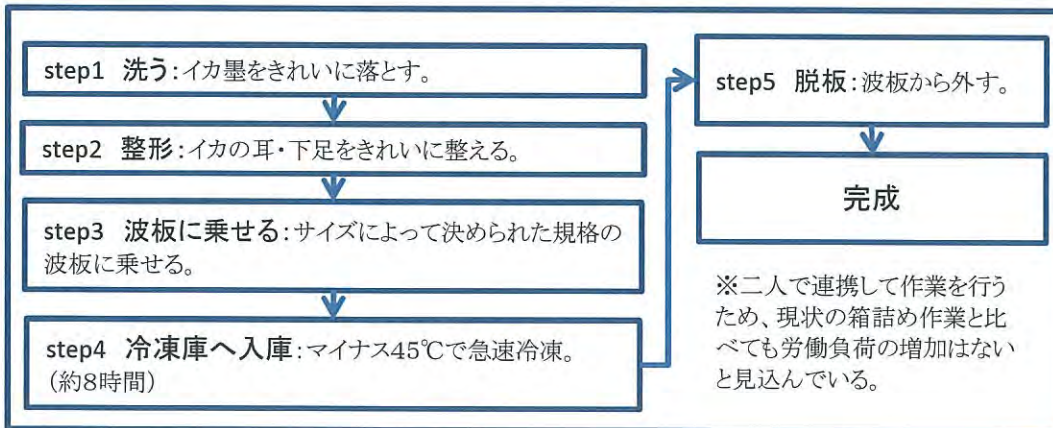 step1 洗う:イカ墨をきれいに落とす。
step2 整形:イカの耳・下足をきれいに整える。
step3 波板に乗せる:サイズによって決められた規格の
波板に乗せる。
step4 冷凍庫へ入庫:マイナス45℃で急速冷凍。
(約8時間)
step5 脱板:波板から外す。
完成
※二人で連携して作業を行う
ため、現状の箱詰め作業と比
べても労働負荷の増加はない
と見込んでいる。